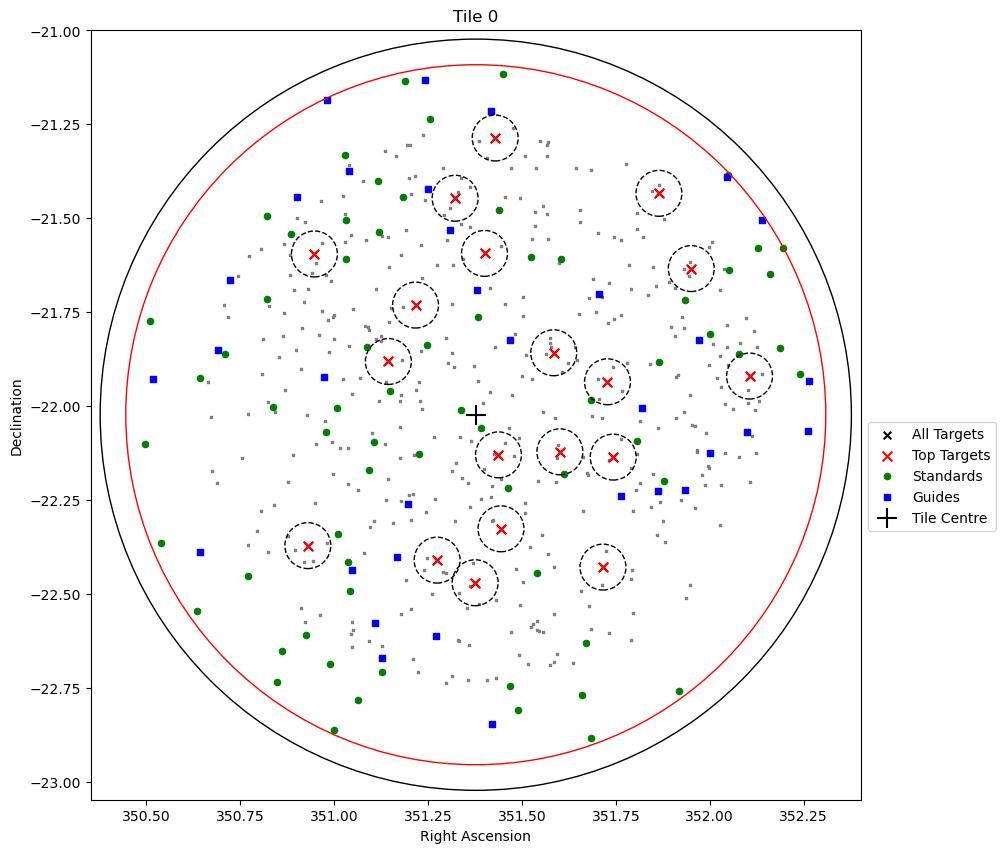 Tile 0
Declination
−21.00
−21.25
−21.50
−21.75
−22.00
−22.25
−22.50
−22.75
−23.00
350.50 350.75 351.00 351.25 351.50 351.75 352.00 352.25
Right Ascension
All Targets
Top Targets
Standards
Guides
Tile Centre